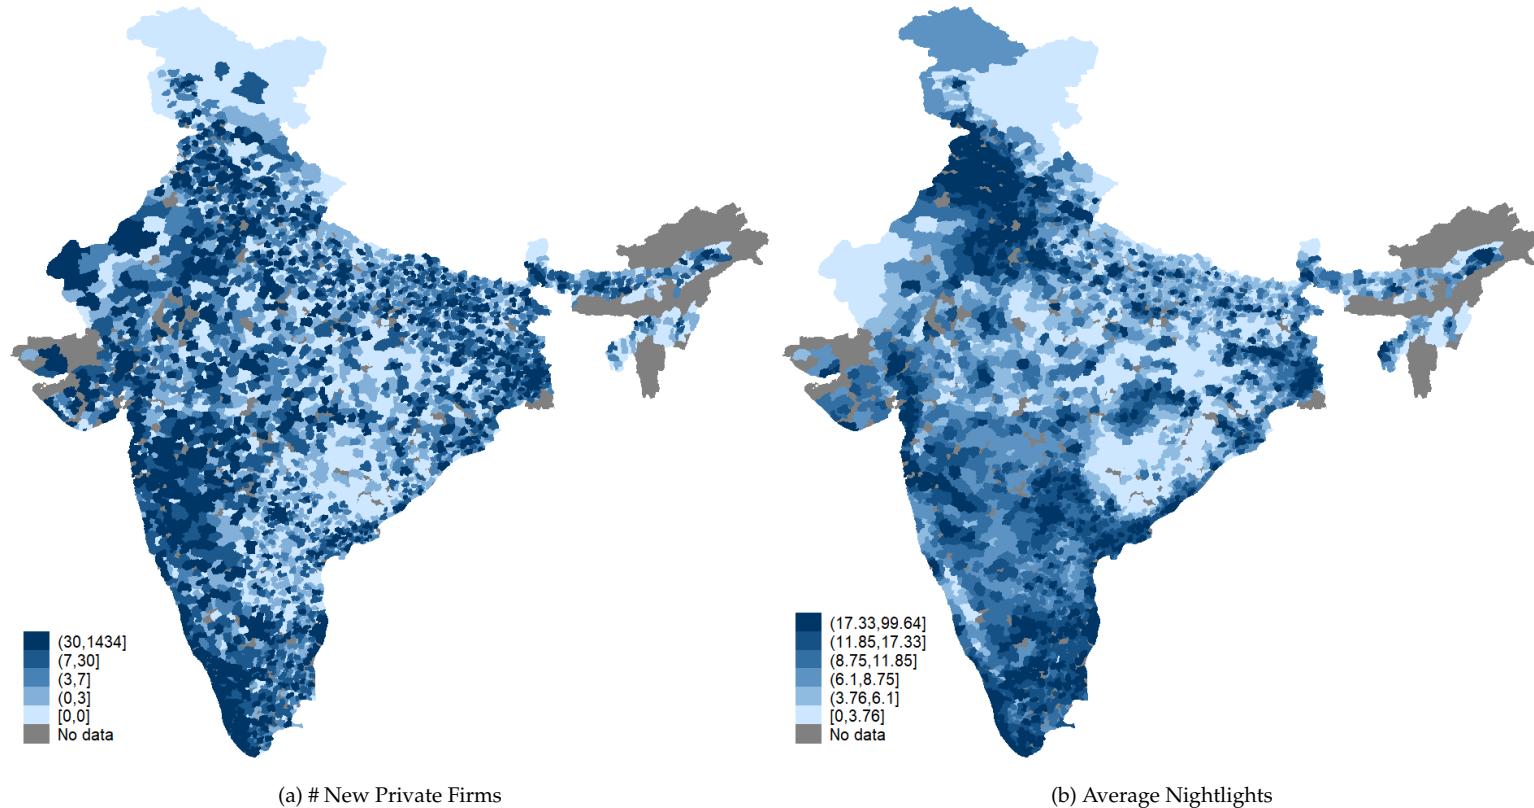 (30,1434]
(7,30]
(3,7]
(0,3]
[0,0]
No data
(a) # New Private Firms
(17.33,99.64]
(11.85,17.33]
(8.75,11.85]
(6.1,8.75]
(3.76,6.1]
[0,3.76]
No data
(b) Average Nightlights